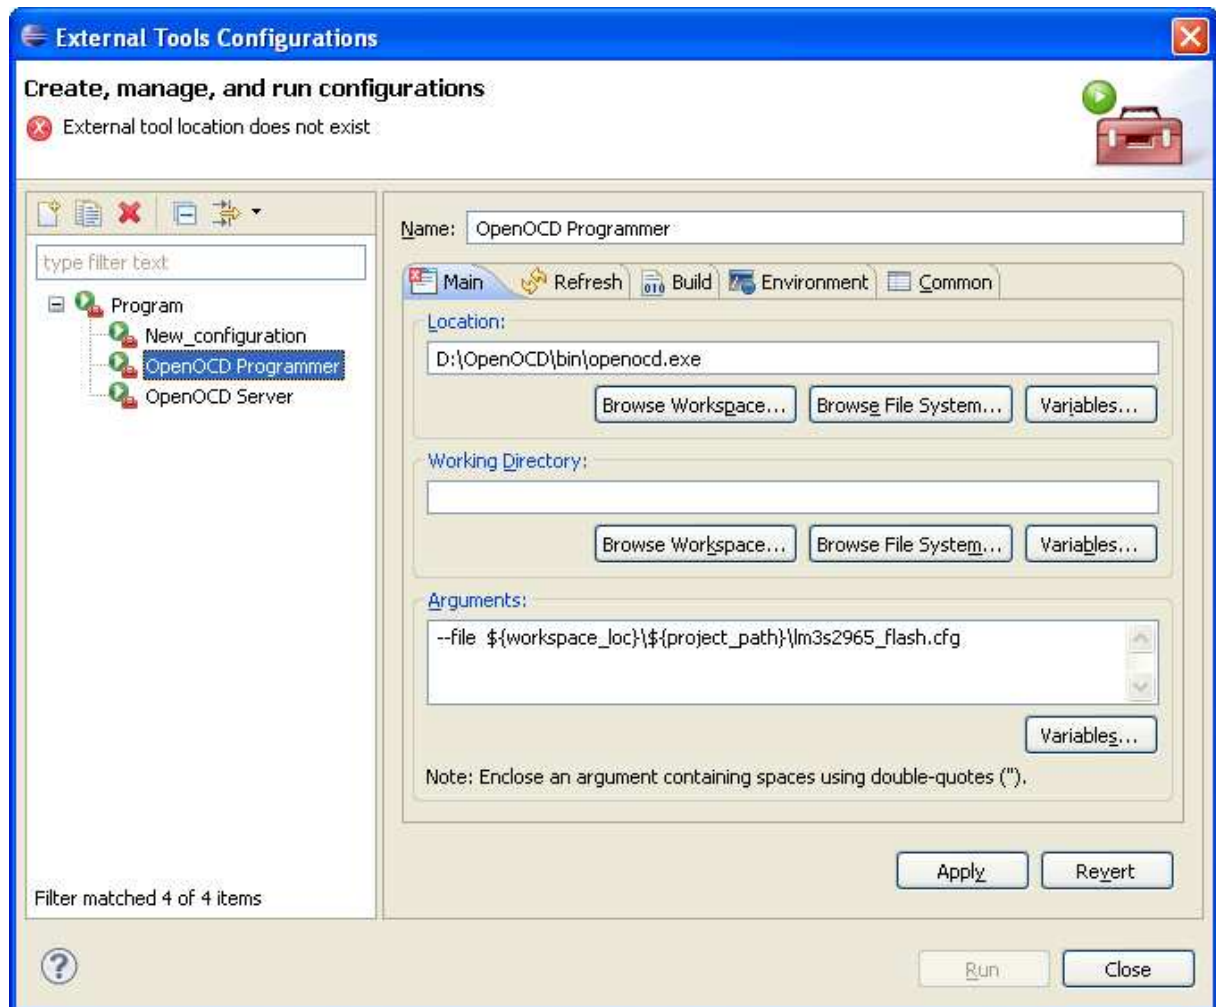 External Tools Configurations
Create, manage, and run configurations
External tool location does not exist
type filter text
Program
New_configuration
OpenOCD Programmer
OpenOCD Server
Filter matched 4 of 4 items
Name: OpenOCD Programmer
Main Refresh 010 Build Environment Common
Location:
D:\OpenOCD\bin\openocd.exe
Browse Workspace... Browse File System... Variables...
Working Directory:
Browse Workspace... Browse File System... Variables...
Arguments:
--file ${workspace_loc}\${project_path}\lm3s2965_flash.cfg
Variables...
Note: Enclose an argument containing spaces using double-quotes (").
Apply Revert
? Run Close